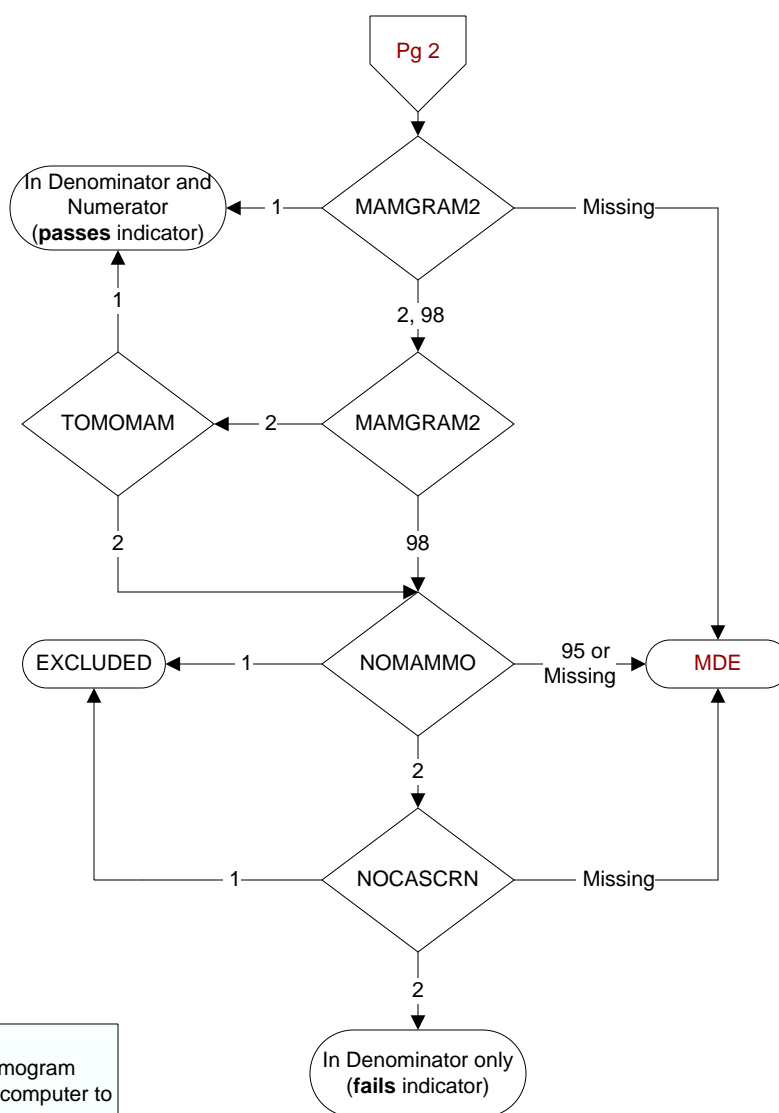 Pg 2
In Denominator and
Numerator
(passes indicator)
1
MAMGRAM2
Missing
1
2, 98
TOMOMAM
2
MAMGRAM2
2
98
EXCLUDED
1
NOMAMMO
95 or
Missing
MDE
2
1
NOCASCRN
Missing
2
In Denominator only
(fails indicator)
mogram
computer to